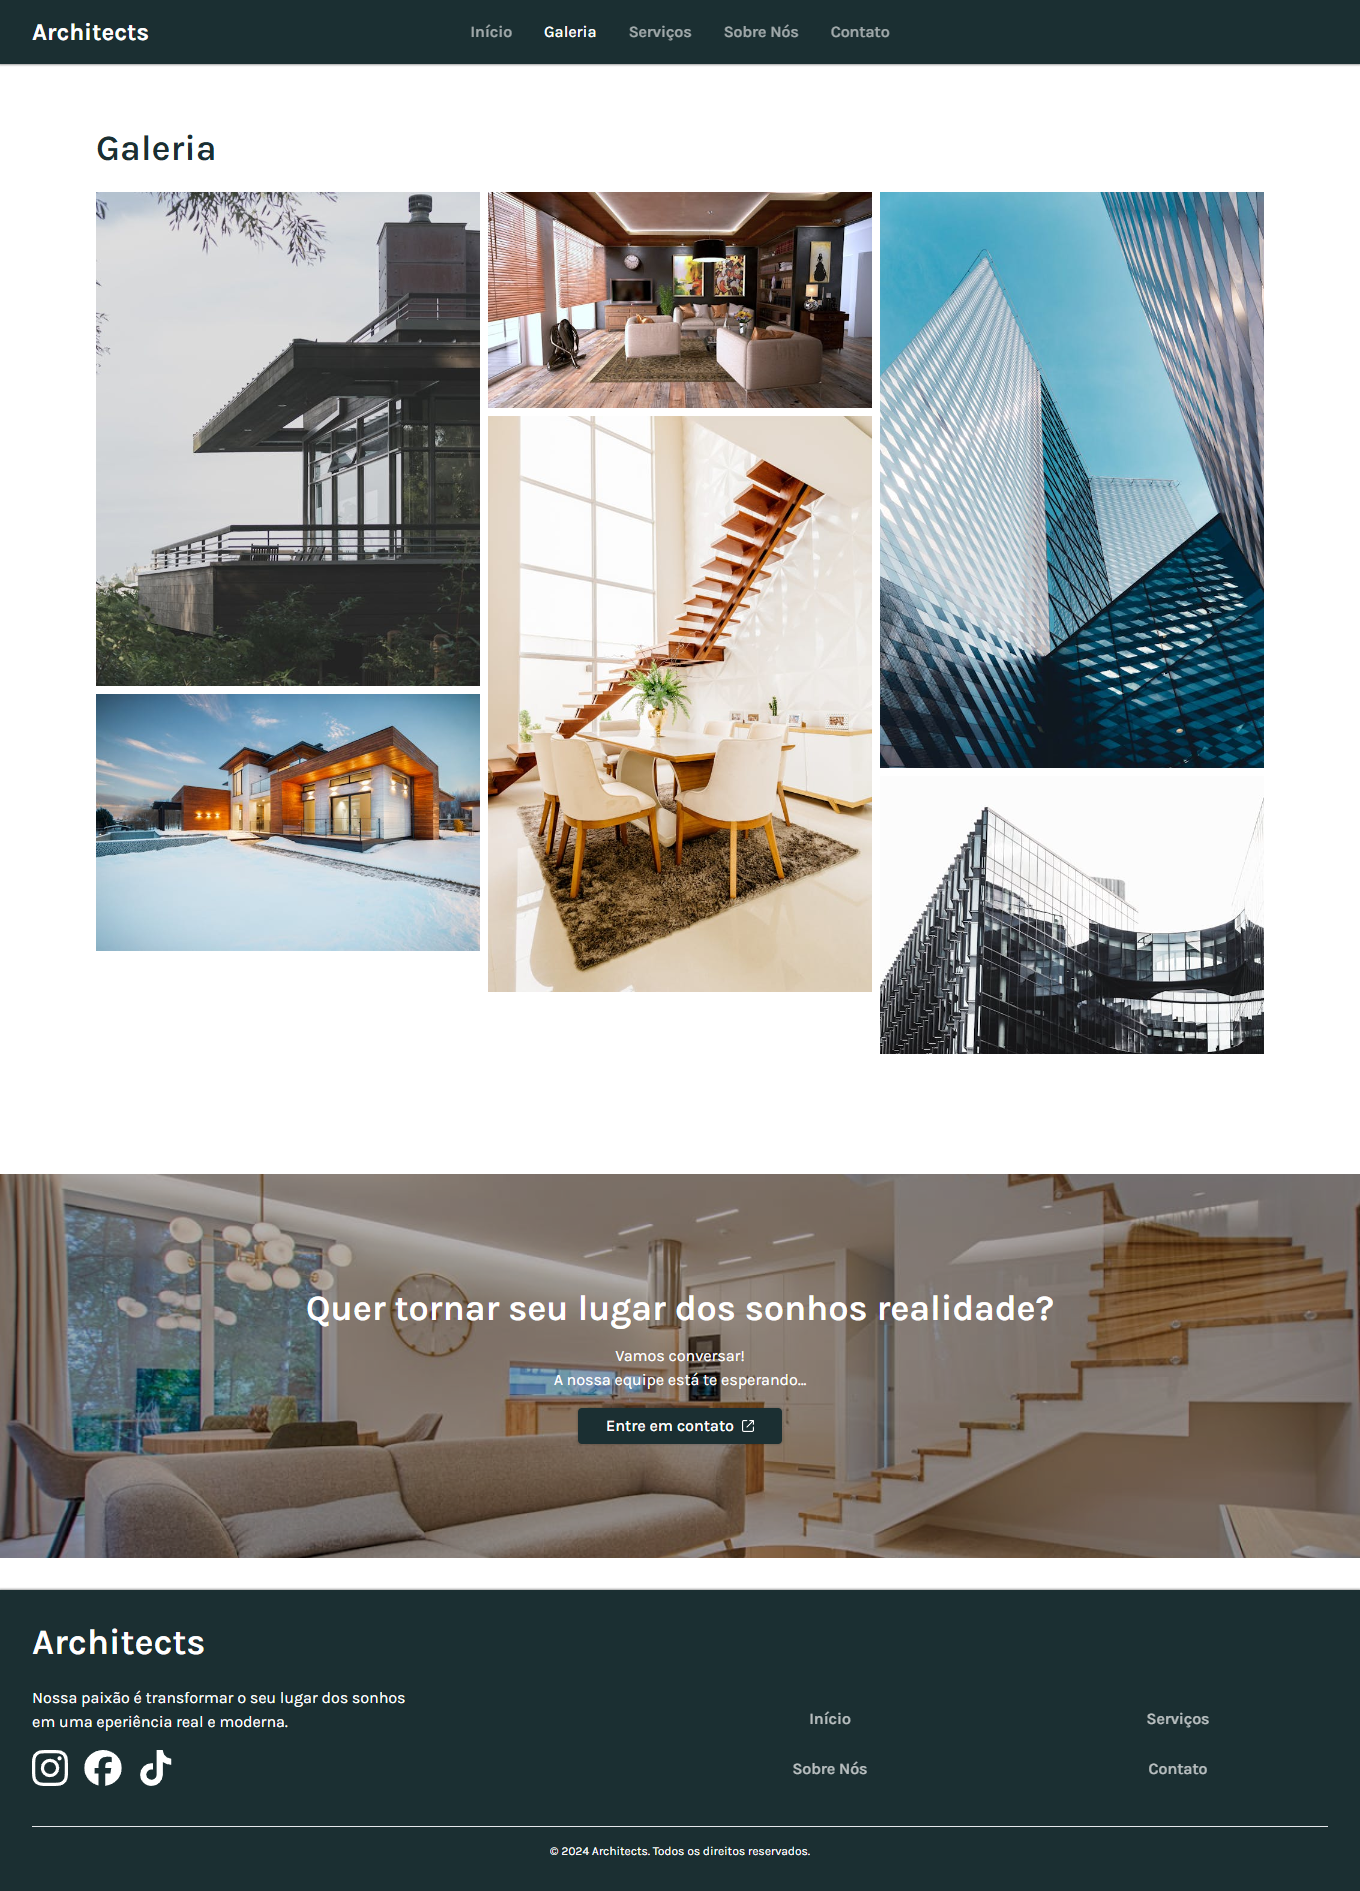 Architects
Início Galeria Serviços Sobre Nós Contato
Galeria
Quer tornar seu lugar dos sonhos realidade?
Vamos conversar!
A nossa equipe está te esperando...
Entre em contato
Architects
Nossa paixão é transformar o seu lugar dos sonhos
em uma eperiência real e moderna.
Início Serviços
Sobre Nós Contato
© 2024 Architects. Todos os direitos reservados.